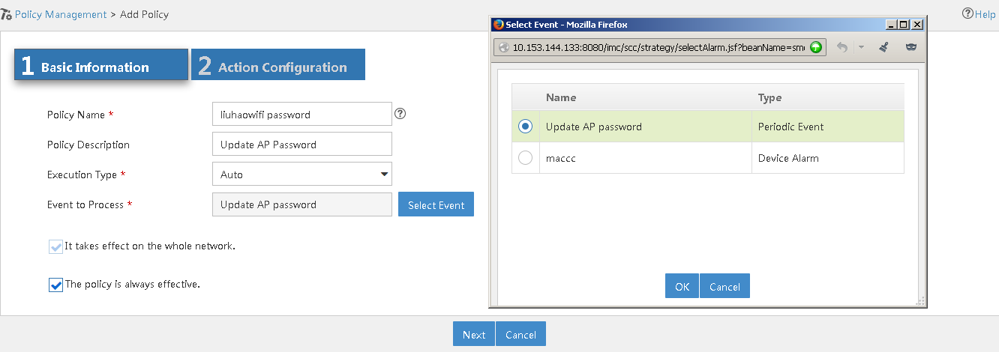 Policy Management > Add Policy
Help
1 Basic Information
2 Action Configuration
Policy Name *
liuhaowifi password
Policy Description
Update AP Password
Execution Type *
Auto
Event to Process *
Update AP password
Select Event
It takes effect on the whole network.
The policy is always effective.
Next
Cancel
Select Event - Mozilla Firefox
10.153.144.133:8080/imc/scc/strategy/selectAlarm.jsf?beanName=sm
Name Type
Update AP password Periodic Event
maccc Device Alarm
OK
Cancel